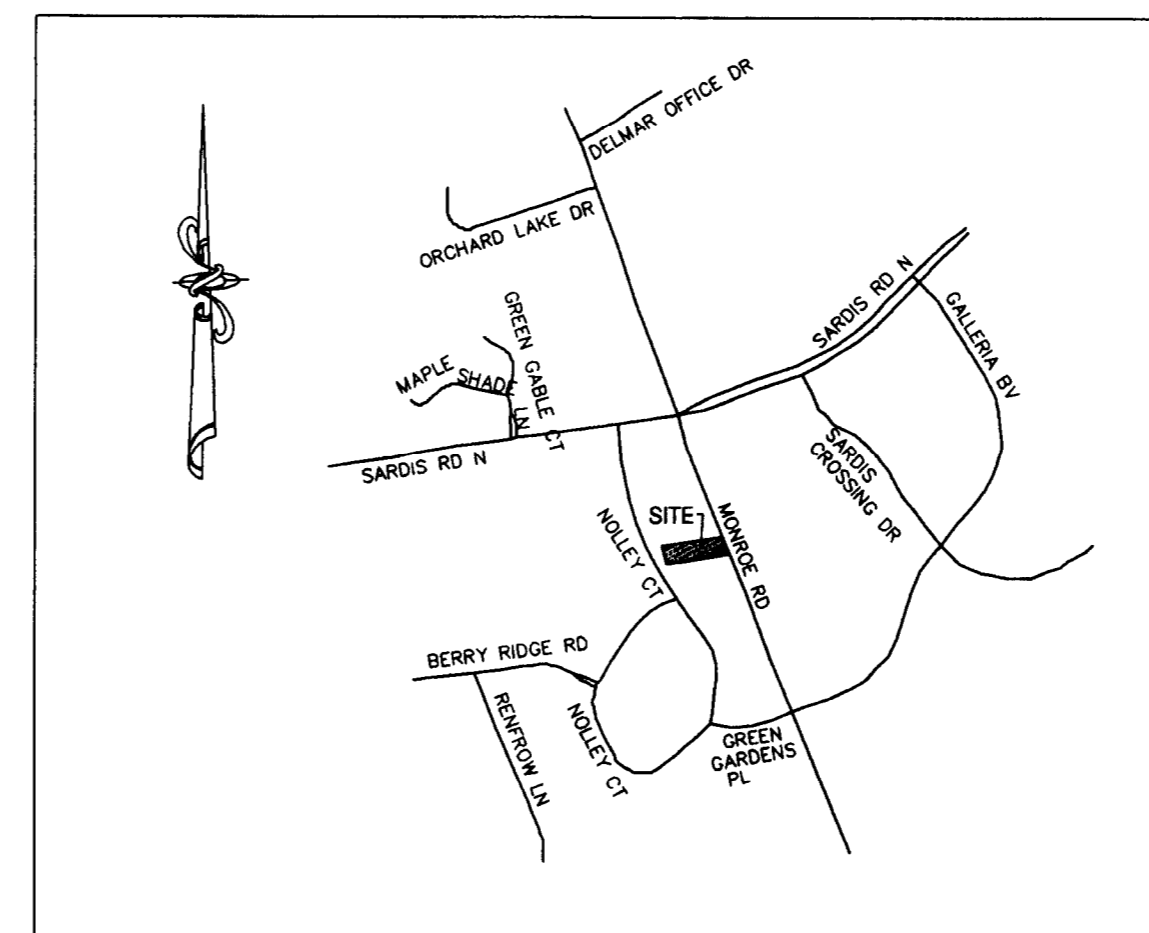 DELMAR OFFICE DR
ORCHARD LAKE DR
SARDIS RD N
GALLERIA BV
GREEN GABLE CT
MAPLE SHADE LN
SARDIS RD N
SARDIS
CROSSING DR
NOLLEY CT
SITE
MONROE RD
BERRY RIDGE RD
RENFROW LN
NOLLEY CT
GREEN
GARDENS
PL